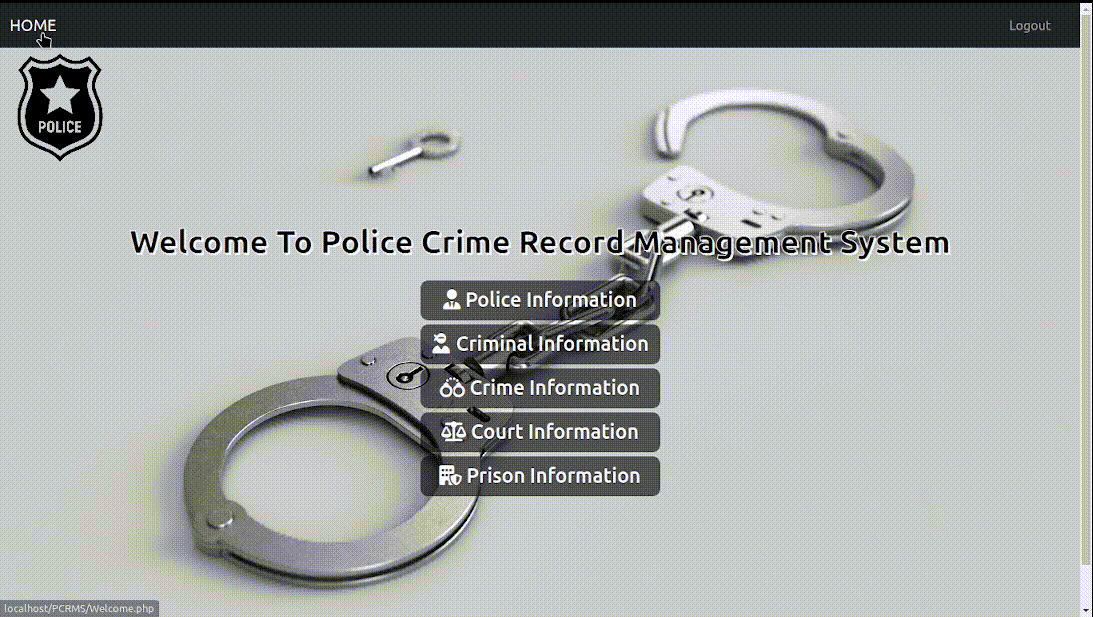 HOME
Logout
POLICE
Welcome To Police Crime Record Management System
Police Information
Criminal Information
Crime Information
Court Information
Prison Information
localhost/PCRMS/Welcome.php